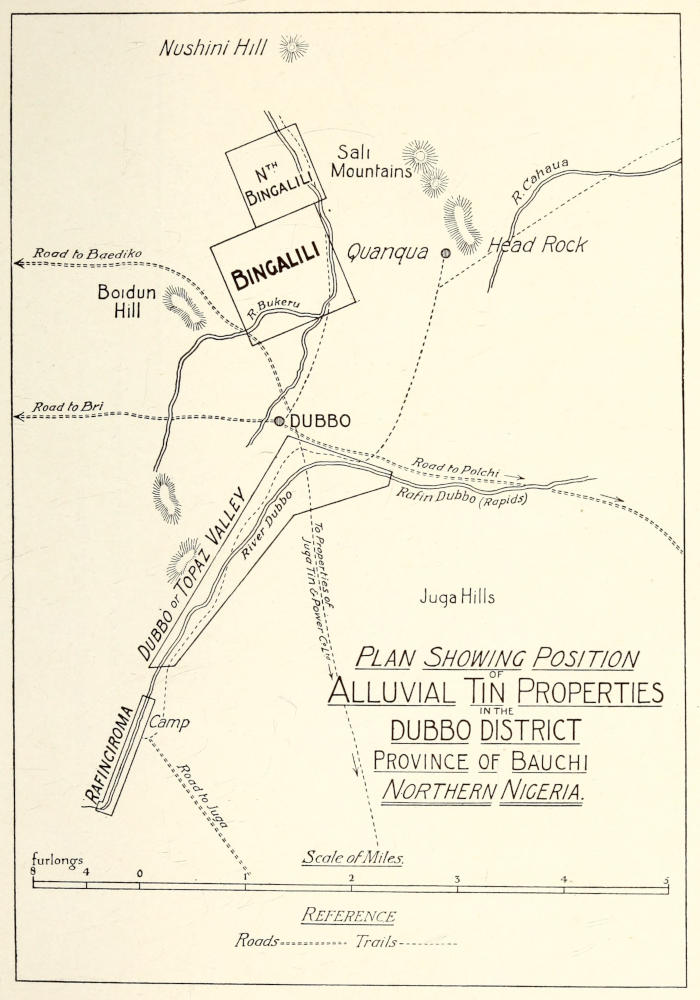 Nushini Hill
Nth
Bingalili
Sali
Mountains
R. Cahaua
Quanqua
Head Rock
Bingalili
Road to Baediko
Boidun
Hill
R. Bukeru
Road to Bri
DUBBO
Road to Polchi
Rafin Dubbo (Rapids)
River Dubbo
Dubbo or Topaz Valley
To Properties of
Juga Tin & Power Co Ltd
Juga Hills
Plan Showing Position
of
Alluvial Tin Properties
in the
Dubbo District
Province of Bauchi
Northern Nigeria.
Camp
Rafinciroma
Road to Juga
furlongs
Scale of Miles.
8 4 0 1 2 3 4 5
Reference
Roads Trails